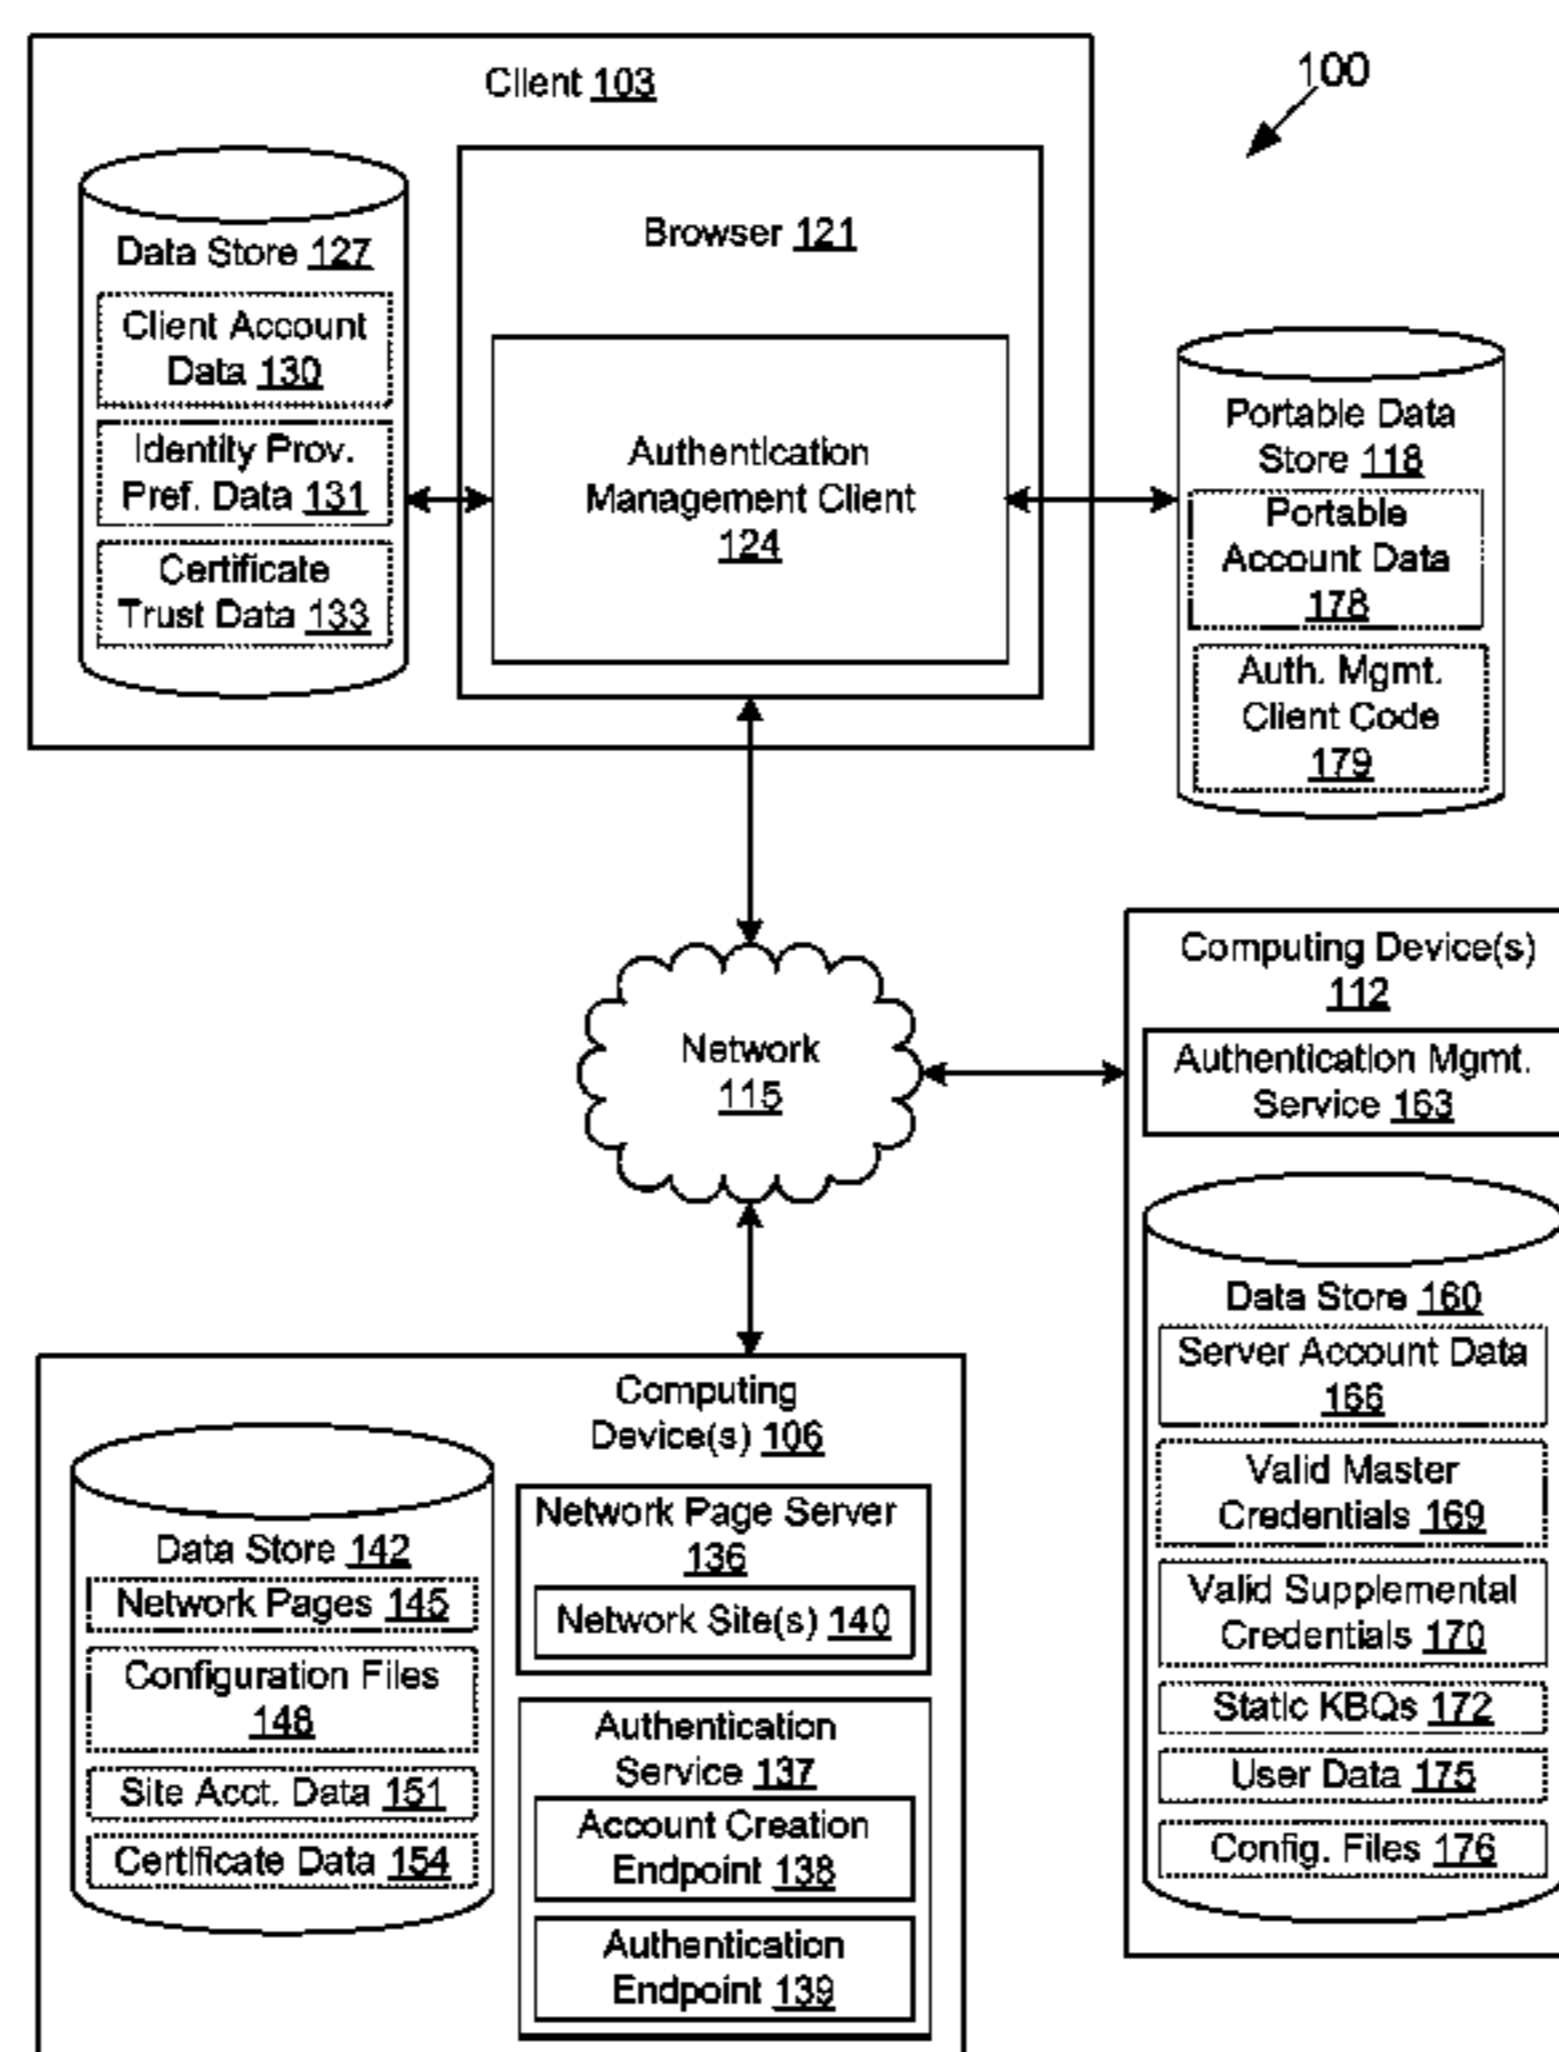 Client 103
100
Data Store 127
Client Account
Data 130
Identity Prov.
Pref. Data 131
Certificate
Trust Data 133
Browser 121
Authentication
Management Client
124
Portable Data
Store 118
Portable
Account Data
178
Auth. Mgmt.
Client Code
179
Network
115
Computing Device(s)
112
Authentication Mgmt.
Service 163
Data Store 160
Server Account Data
166
Valid Master
Credentials 169
Valid Supplemental
Credentials 170
Static KBQs 172
User Data 175
Config. Files 176
Computing
Device(s) 106
Data Store 142
Network Pages 145
Configuration Files
148
Site Acct. Data 151
Certificate Data 154
Network Page Server
136
Network Site(s) 140
Authentication
Service 137
Account Creation
Endpoint 138
Authentication
Endpoint 139